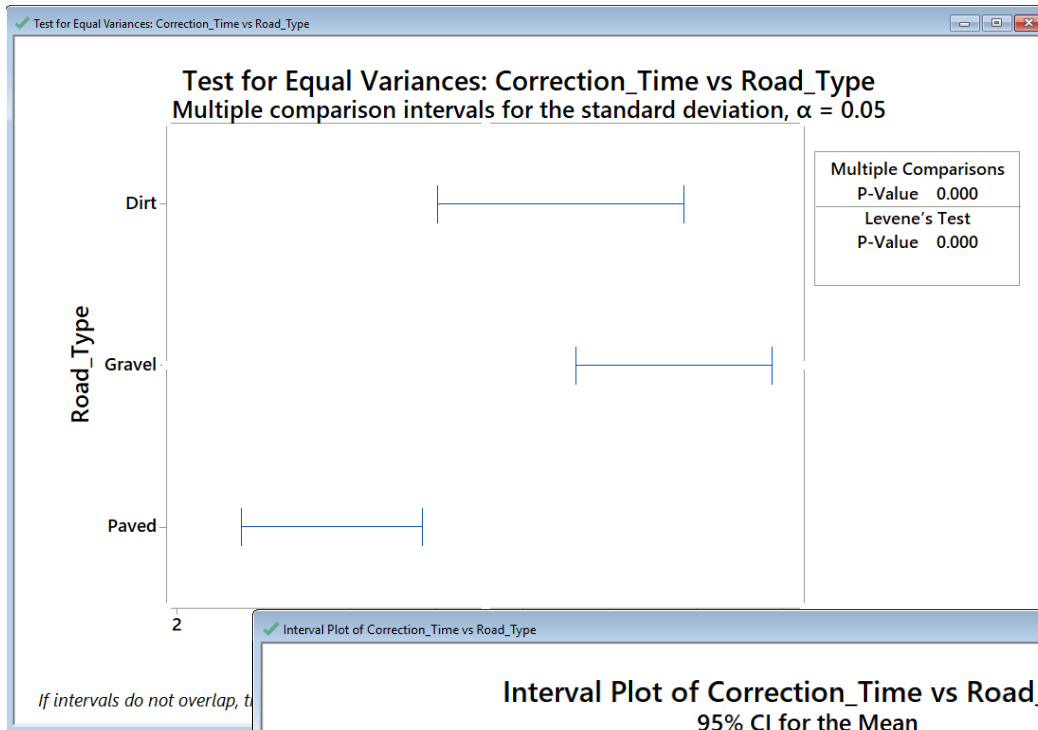 Test for Equal Variances: Correction_Time vs Road_Type
Test for Equal Variances: Correction_Time vs Road_Type
Multiple comparison intervals for the standard deviation, α = 0.05
Multiple Comparisons
P-Value 0.000
Levene's Test
P-Value 0.000
Dirt
Road_Type
Gravel
Paved
2
If intervals do not overlap,
Interval Plot of Correction_Time vs Road_Type
Interval Plot of Correction_Time vs Road_
95% CI for the Mean